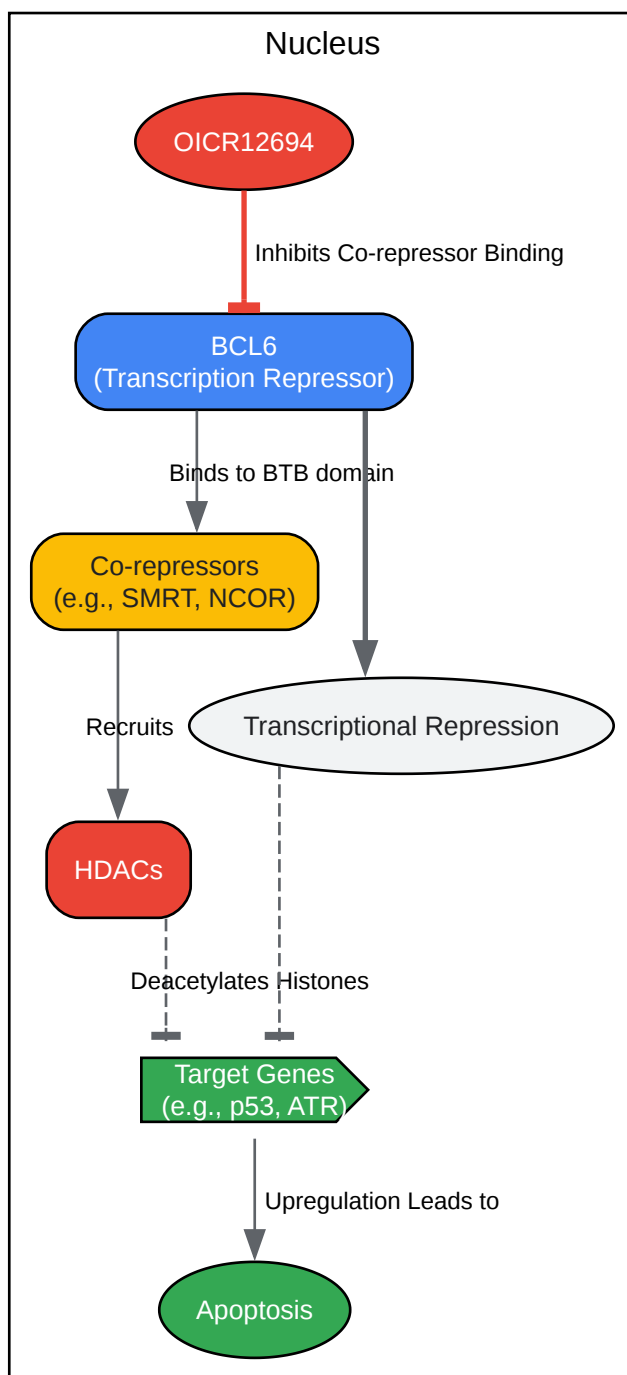 Nucleus
OICR12694
Inhibits Co-repressor Binding
BCL6
(Transcription Repressor)
Binds to BTB domain
Co-repressors
(e.g., SMRT, NCOR)
Recruits
Transcriptional Repression
HDACs
Deacetylates Histones
Target Genes
(e.g., p53, ATR)
Upregulation Leads to
Apoptosis